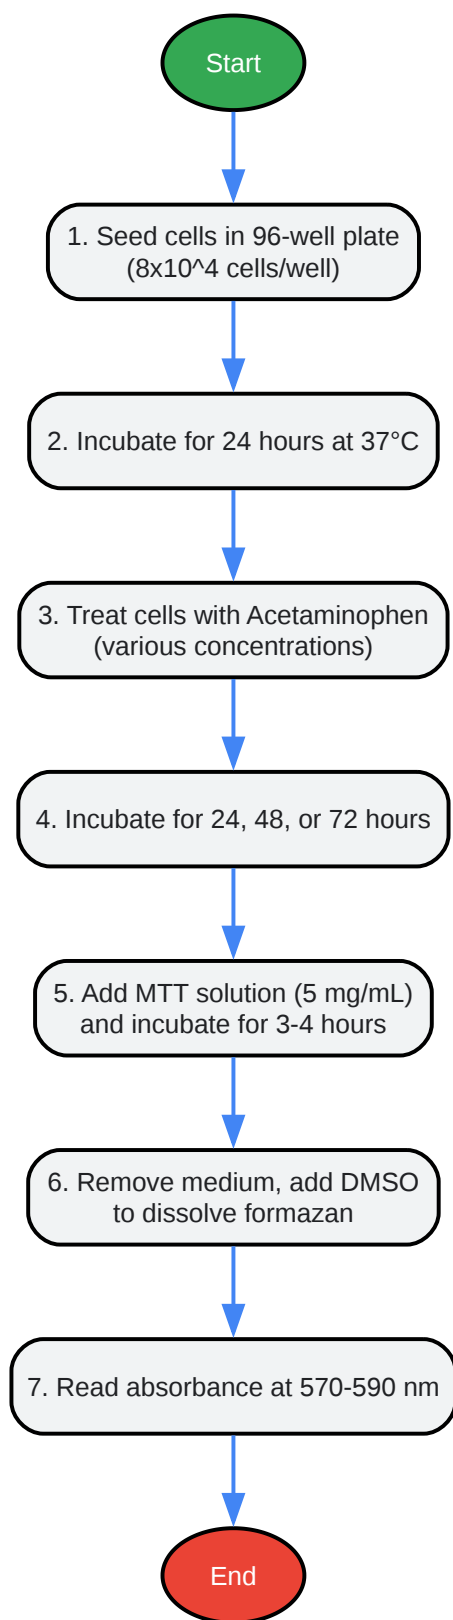 Start
1. Seed cells in 96-well plate
(8x10^4 cells/well)
2. Incubate for 24 hours at 37°C
3. Treat cells with Acetaminophen
(various concentrations)
4. Incubate for 24, 48, or 72 hours
5. Add MTT solution (5 mg/mL)
and incubate for 3-4 hours
6. Remove medium, add DMSO
to dissolve formazan
7. Read absorbance at 570-590 nm
End